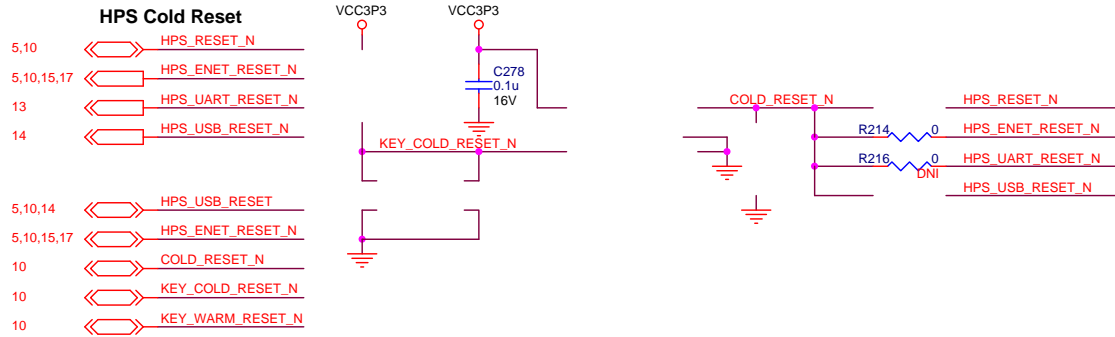 HPS Cold Reset
VCC3P3
VCC3P3
5,10
HPS_RESET_N
5,10,15,17
HPS_ENET_RESET_N
13
HPS_UART_RESET_N
14
HPS_USB_RESET_N
C278
0.1u
16V
KEY_COLD_RESET_N
COLD_RESET_N
HPS_RESET_N
R214
0
HPS_ENET_RESET_N
R216
0
DNI
HPS_UART_RESET_N
HPS_USB_RESET_N
5,10,14
HPS_USB_RESET
5,10,15,17
HPS_ENET_RESET_N
10
COLD_RESET_N
10
KEY_COLD_RESET_N
10
KEY_WARM_RESET_N